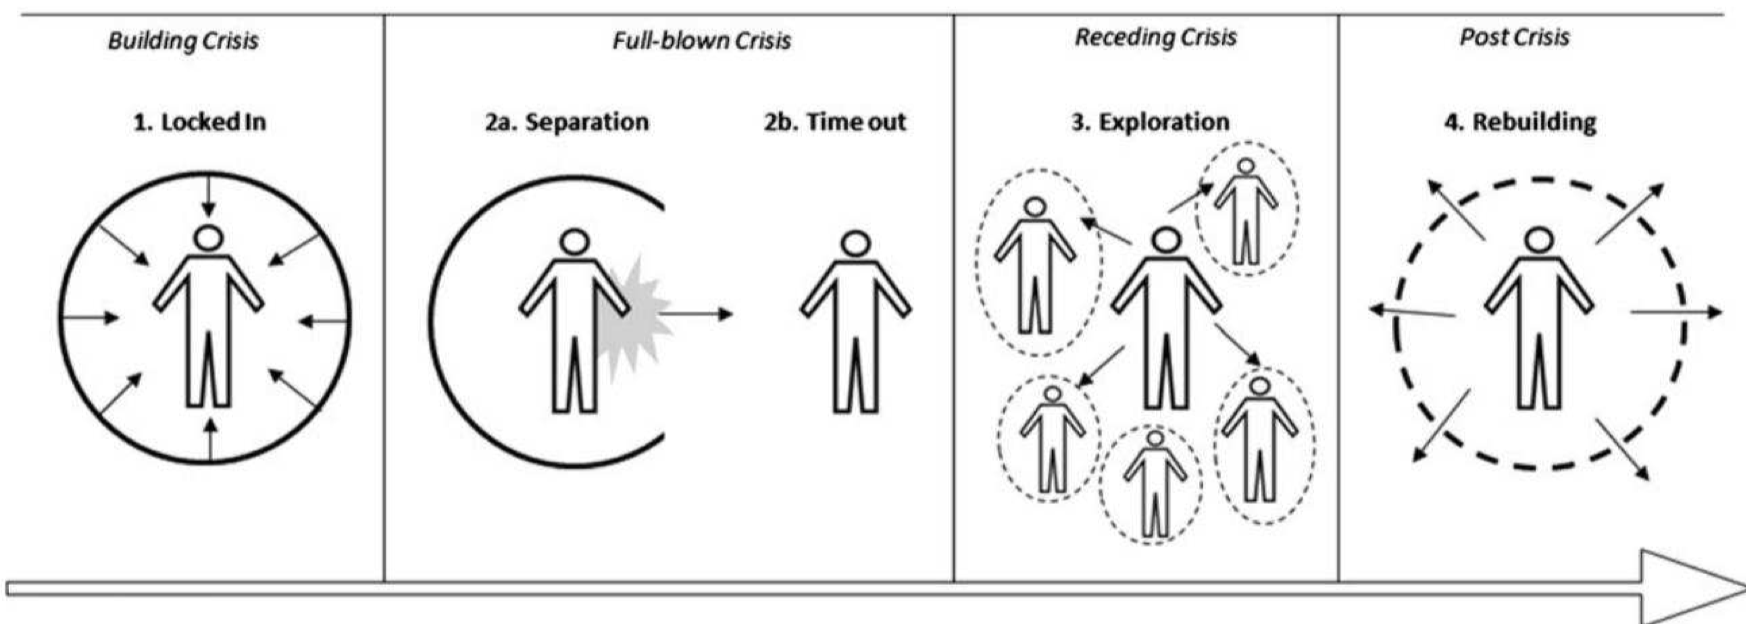 Building Crisis
Full-blown Crisis
Receding Crisis
Post Crisis
1. Locked In
2a. Separation
2b. Time out
3. Exploration
4. Rebuilding